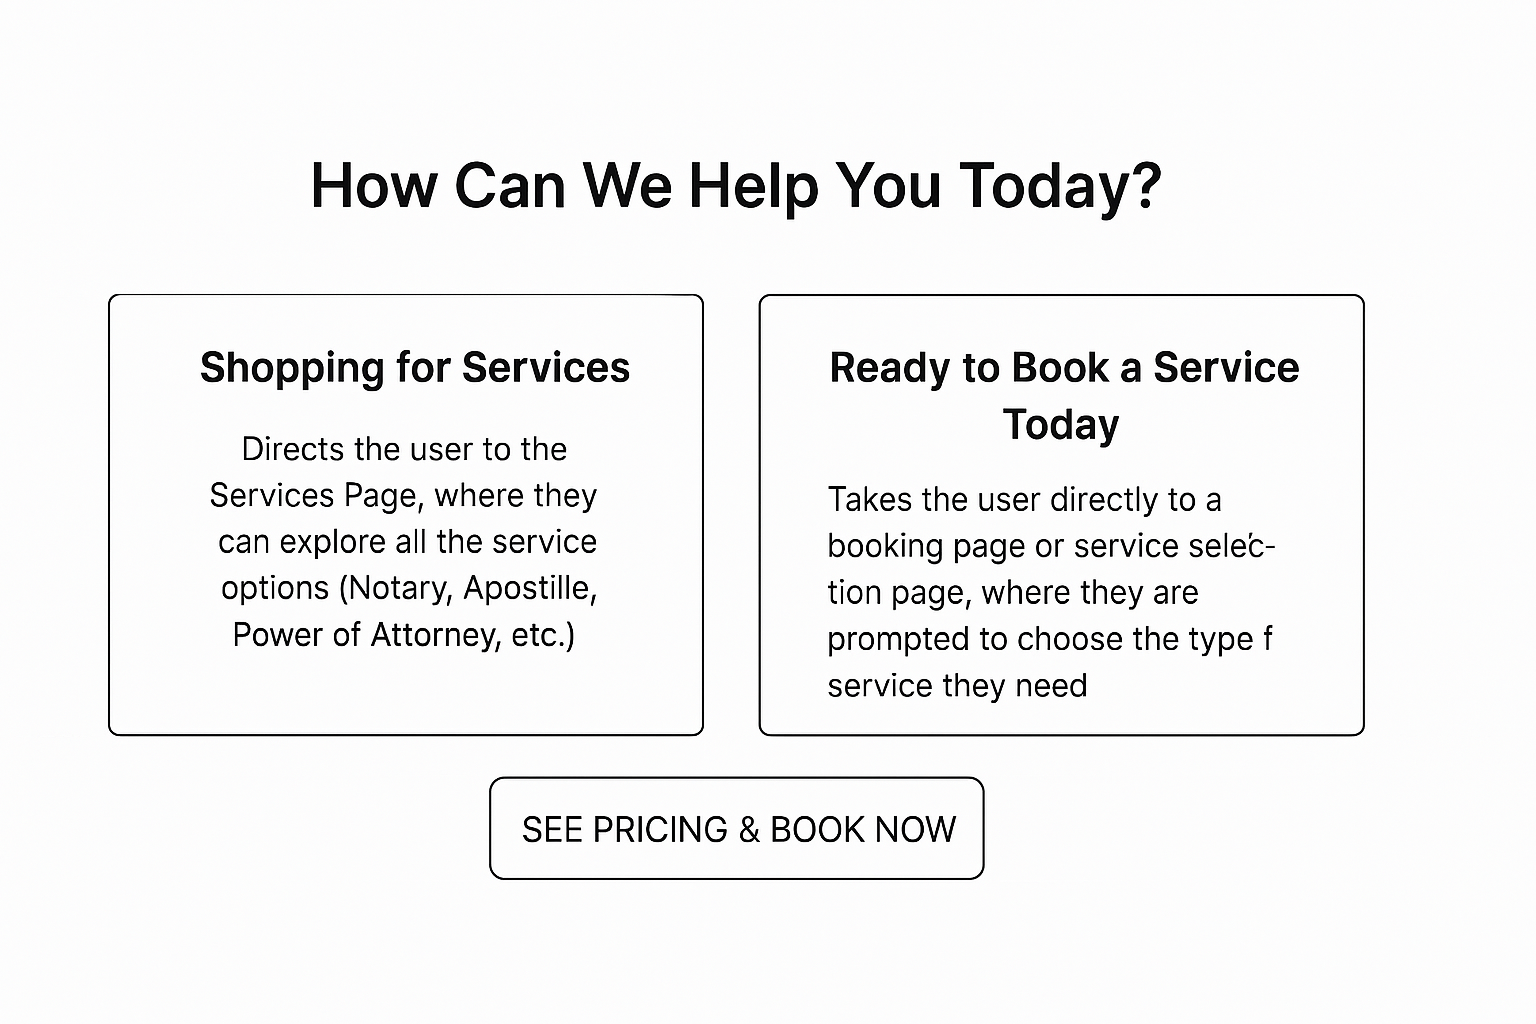 How Can We Help You Today?
Shopping for Services
Directs the user to the
Services Page, where they
can explore all the service
options (Notary, Apostille,
Power of Attorney, etc.)
Ready to Book a Service
Today
Takes the user directly to a
booking page or service selec-
tion page, where they are
prompted to choose the type f
service they need
SEE PRICING & BOOK NOW